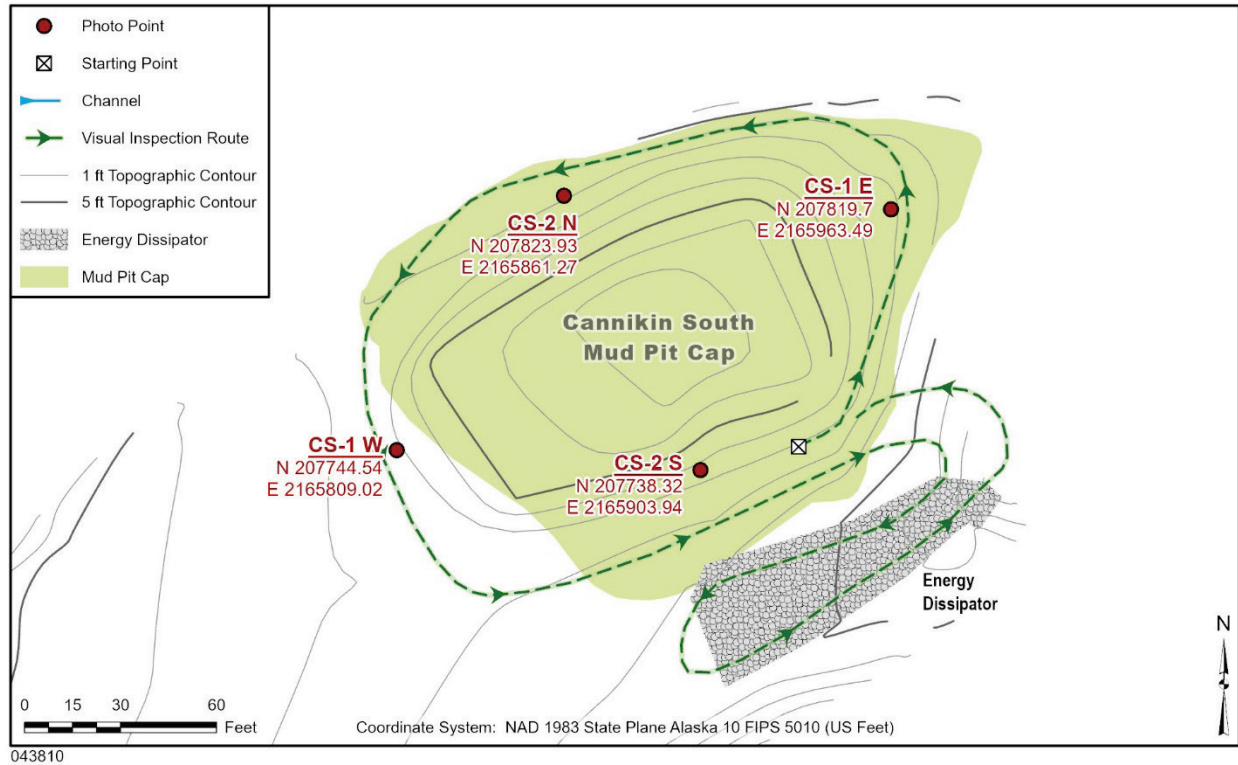 Photo Point
Starting Point
Channel
Visual Inspection Route
1 ft Topographic Contour
5 ft Topographic Contour
Energy Dissipator
Mud Pit Cap
CS-1 E
N 207819.7
E 2165963.49
CS-2 N
N 207823.93
E 2165861.27
Cannikin South
Mud Pit Cap
CS-1 W
N 207744.54
E 2165809.02
CS-2 S
N 207738.32
E 2165903.94
Energy
Dissipator
N
0 15 30 60
Feet
Coordinate System: NAD 1983 State Plane Alaska 10 FIPS 5010 (US Feet)
043810